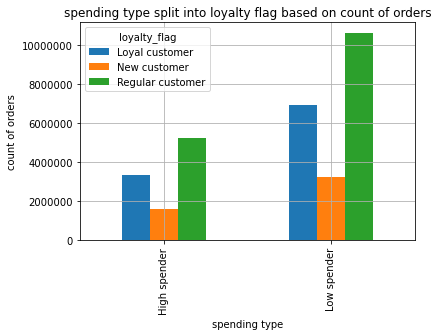 spending type split into loyalty flag based on count of orders
loyalty_flag
Loyal customer
New customer
Regular customer
count of orders
10000000
8000000
6000000
4000000
2000000
0
High spender
Low spender
spending type